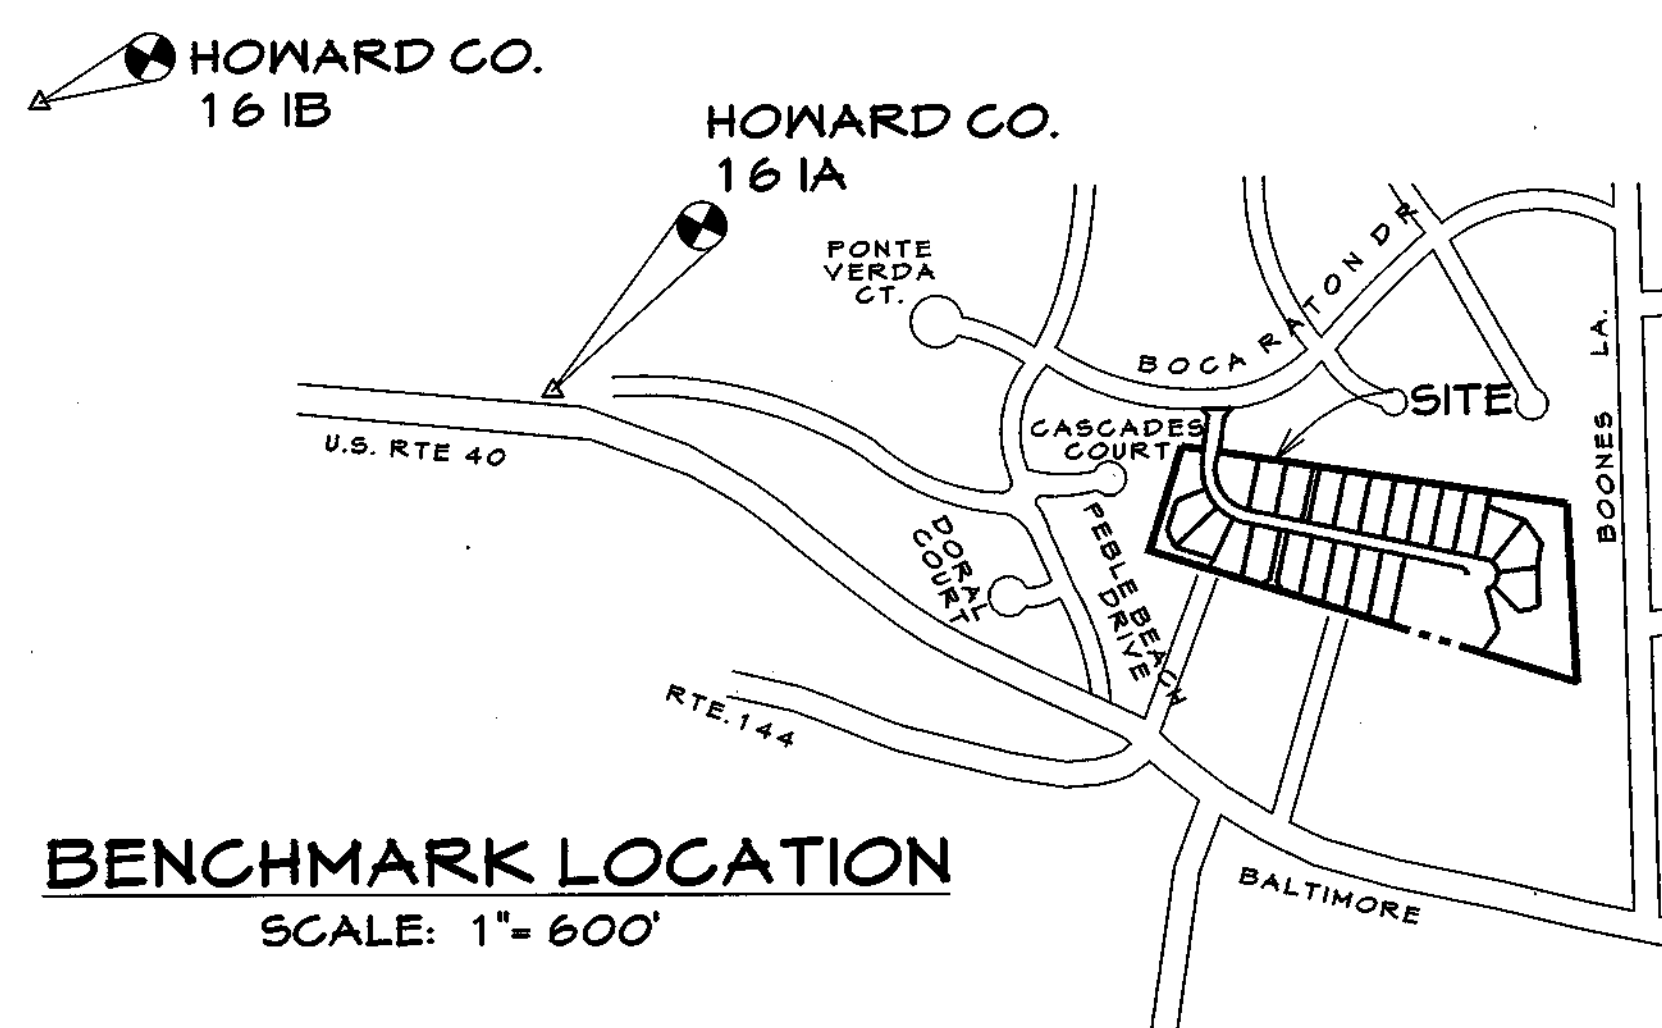 HOWARD CO.
16 IB
HOWARD CO.
16 IA
PONTE
VERDA
CT.
BOCA RATON DR
SITE
BOONES LA.
CASCADES
COURT
U.S. RTE 40
DORAL
COURT
PEBLE BEACH
DRIVE
RTE. 144
BALTIMORE
BENCHMARK LOCATION
SCALE: 1"= 600'